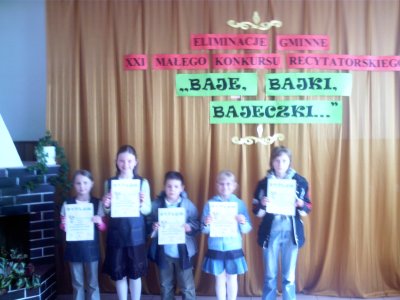 ELIMINACJE GMINNE
XXI MAŁEGO KONKURSU RECYTATORSKIEGO
„BAJE, BAJKI,
BAJECZKI..."